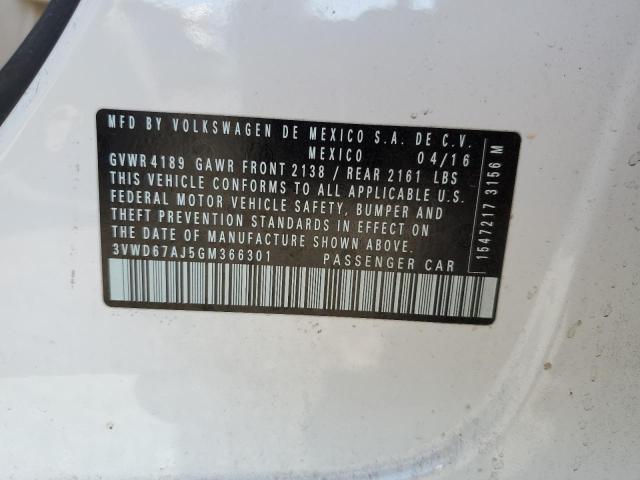 MFD BY VOLKSWAGEN DE MEXICO S.A. DE C.V.
MEXICO 04/16
GVWR 4189 GAWR FRONT 2138 / REAR 2161 LBS
THIS VEHICLE CONFORMS TO ALL APPLICABLE U.S.
FEDERAL MOTOR VEHICLE SAFETY, BUMPER AND
THEFT PREVENTION STANDARDS IN EFFECT ON
THE DATE OF MANUFACTURE SHOWN ABOVE.
3VWD67AJ5GM366301 PASSENGER CAR
1547217 3156 M